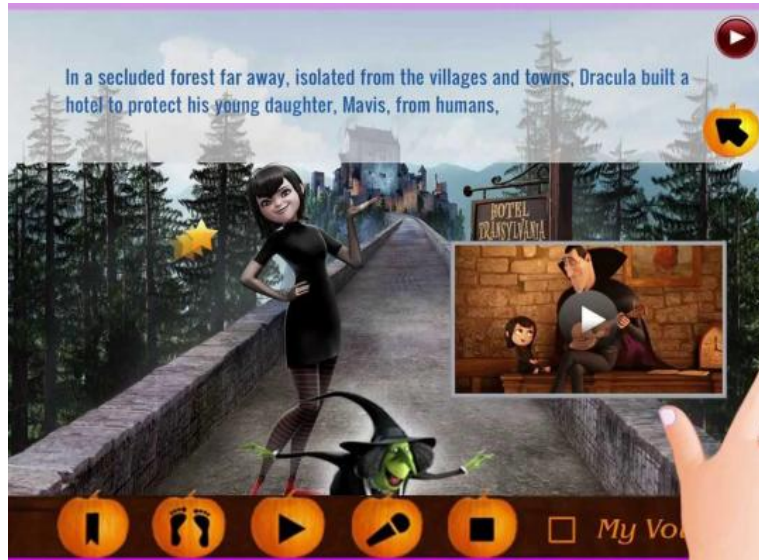 In a secluded forest far away, isolated from the villages and towns, Dracula built a
hotel to protect his young daughter, Mavis, from humans,
HOTEL
TRANSYLVANIA
My Vo